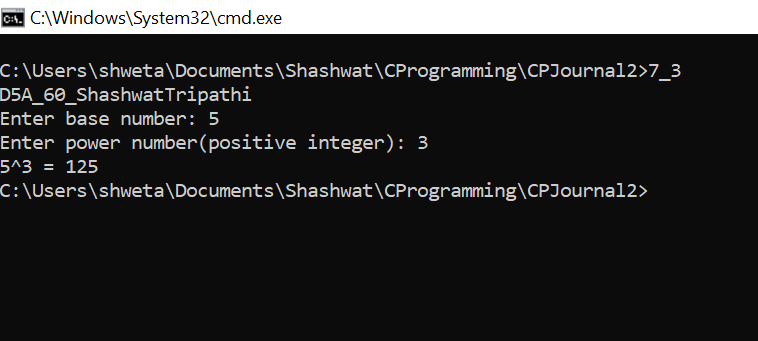 C:\Windows\System32\cmd.exe
C:\Users\shweta\Documents\Shashwat\CProgramming\CPJournal2>7_3
D5A_60_ShashwatTripathi
Enter base number: 5
Enter power number(positive integer): 3
5^3 = 125
C:\Users\shweta\Documents\Shashwat\CProgramming\CPJournal2>